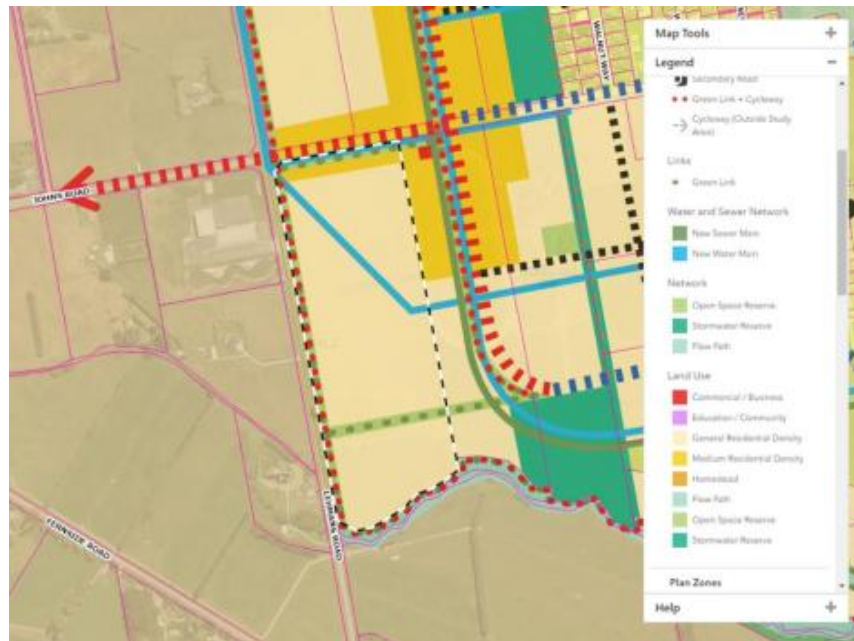 WALNUT WAY
JOHNS ROAD
LEHMANS ROAD
FERNSIDE ROAD
Map Tools +
Legend −
Secondary Road
Green Link + Cycleway
Cycleway (Outside Study
Area)
Links
Green Link
Water and Sewer Network
New Sewer Main
New Water Main
Network
Open Space Reserve
Stormwater Reserve
Flow Path
Land Use
Commercial / Business
Education / Community
General Residential Density
Medium Residential Density
Homestead
Flow Path
Open Space Reserve
Stormwater Reserve
Plan Zones
Help +